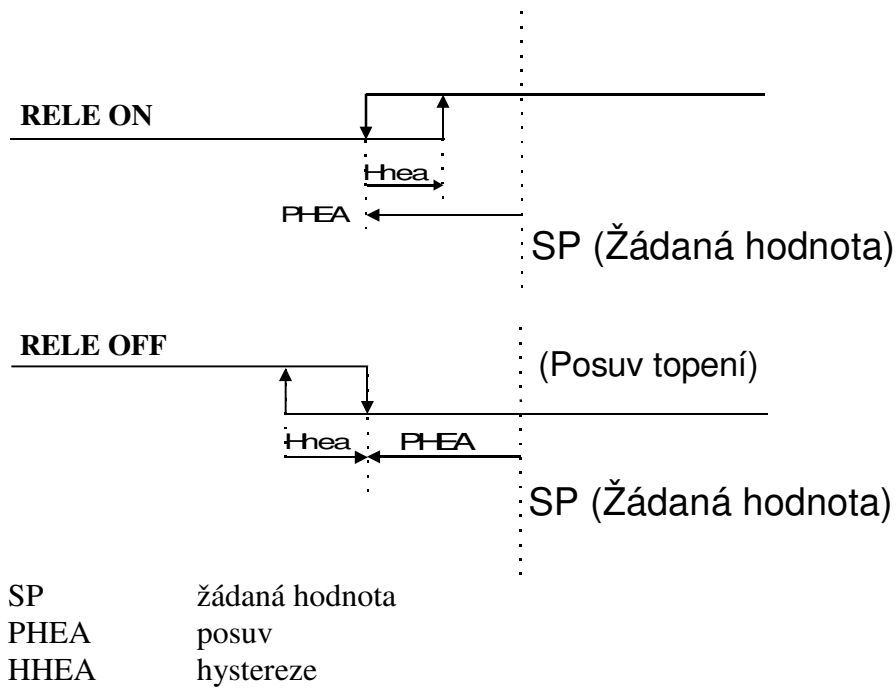 RELE ON
Hhea
PHEA
SP (Žádaná hodnota)
RELE OFF
(Posuv topení)
Hhea PHEA
SP (Žádaná hodnota)
SP žádaná hodnota
PHEA posuv
HHEA hystereze